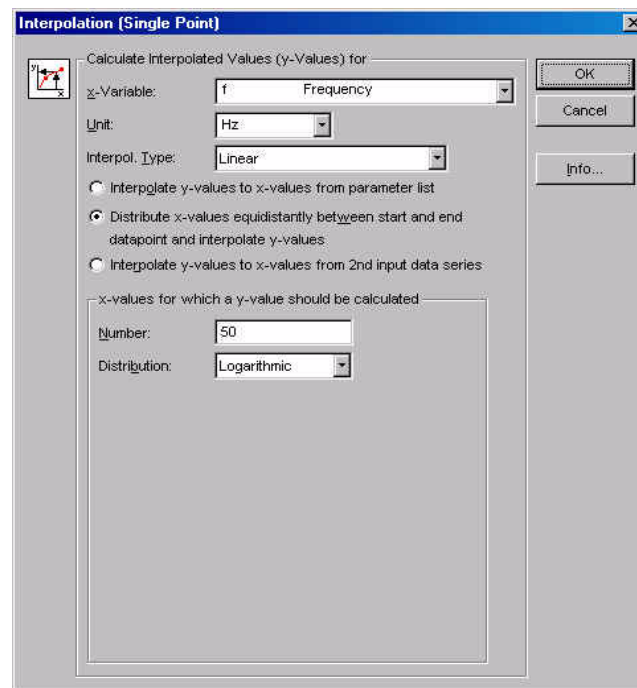 Interpolation (Single Point)
Calculate Interpolated Values (y-Values) for
x-Variable: f Frequency
Unit: Hz
Interpol. Type: Linear
Interpolate y-values to x-values from parameter list
Distribute x-values equidistantly between start and end
datapoint and interpolate y-values
Interpolate y-values to x-values from 2nd input data series
x-values for which a y-value should be calculated
Number: 50
Distribution: Logarithmic
OK
Cancel
Info...
y
x